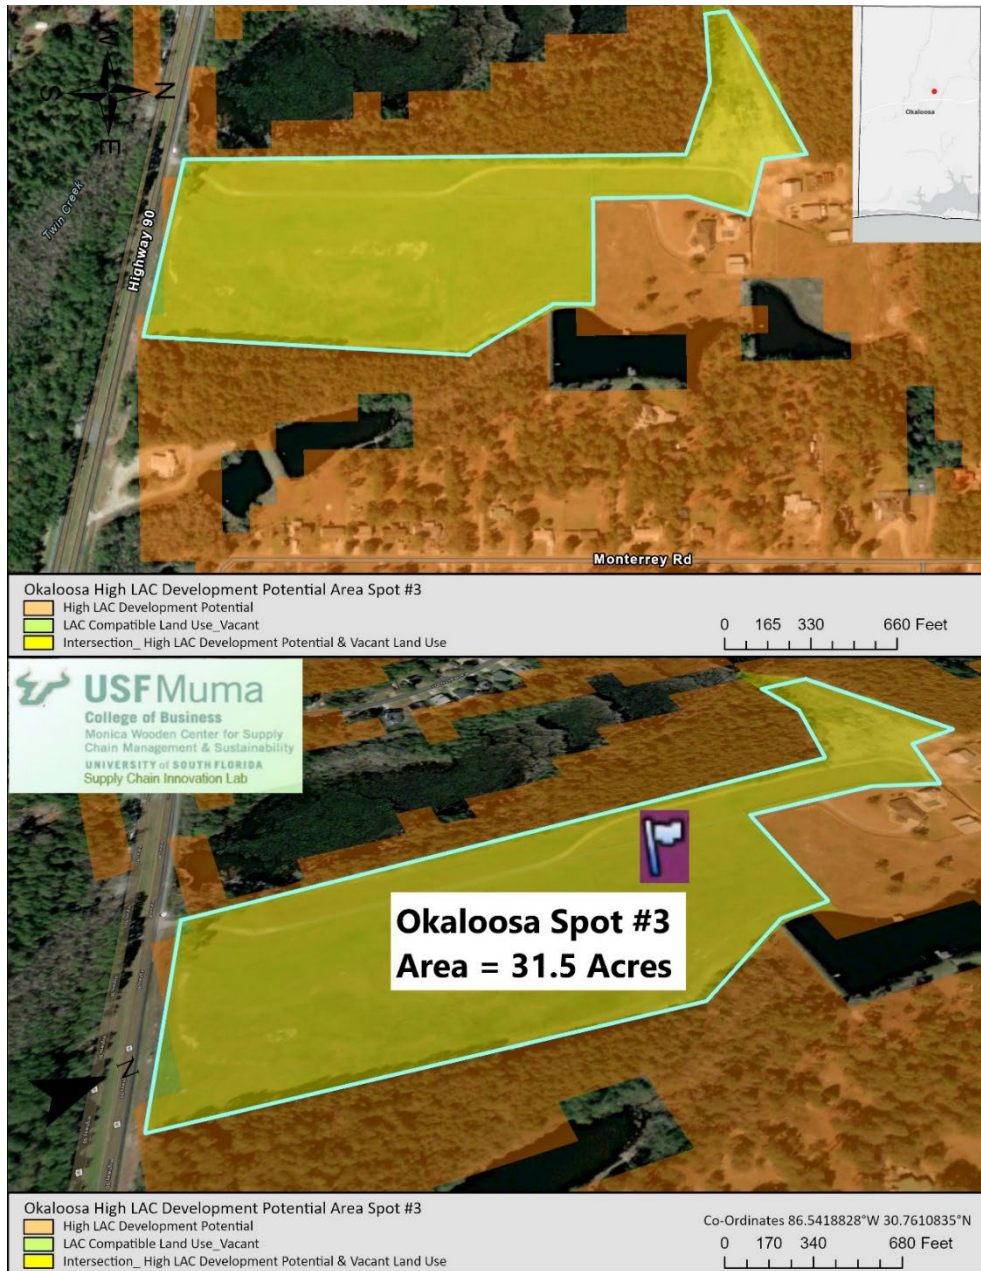 W
N
S
E
Okaloosa
Twin Creek
Highway 90
Monterrey Rd
Okaloosa High LAC Development Potential Area Spot #3
High LAC Development Potential
LAC Compatible Land Use_Vacant
Intersection_ High LAC Development Potential & Vacant Land Use
0 165 330 660 Feet
USF Muma
College of Business
Monica Wooden Center for Supply
Chain Management & Sustainability
UNIVERSITY of SOUTH FLORIDA
Supply Chain Innovation Lab
Okaloosa Spot #3
Area = 31.5 Acres
N
Okaloosa High LAC Development Potential Area Spot #3
High LAC Development Potential
LAC Compatible Land Use_Vacant
Intersection_ High LAC Development Potential & Vacant Land Use
Co-Ordinates 86.5418828°W 30.7610835°N
0 170 340 680 Feet